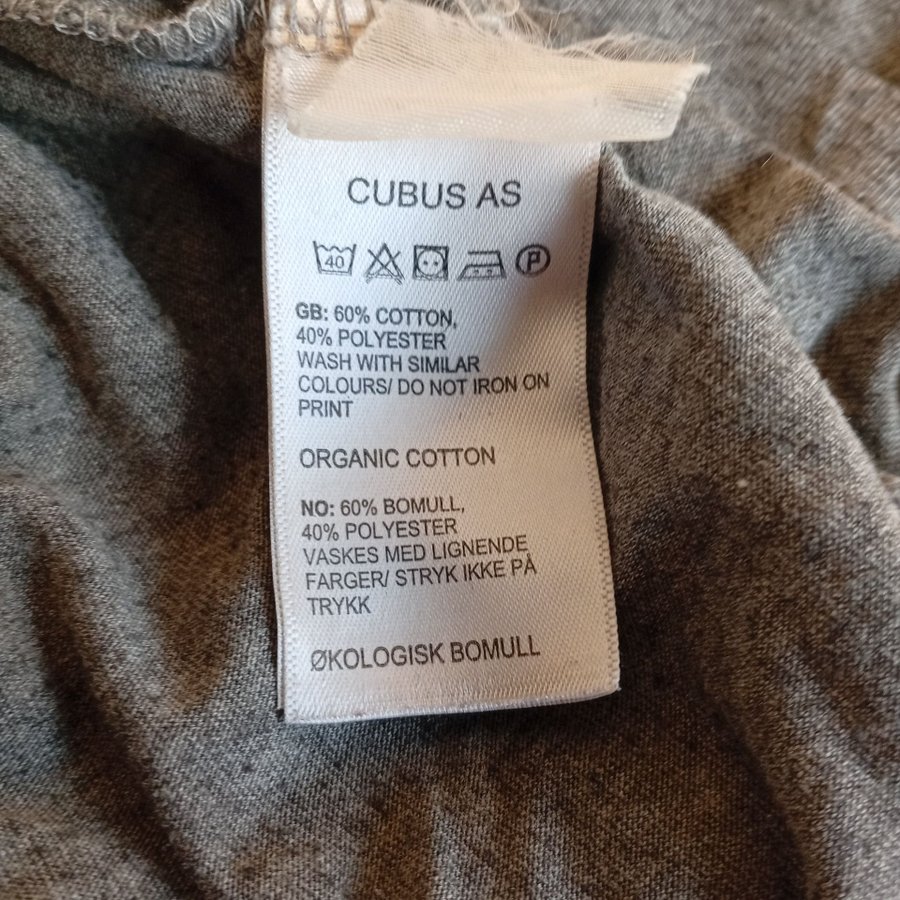 CUBUS AS
40 P
GB: 60% COTTON,
40% POLYESTER
WASH WITH SIMILAR
COLOURS/ DO NOT IRON ON
PRINT
ORGANIC COTTON
NO: 60% BOMULL,
40% POLYESTER
VASKES MED LIGNENDE
FARGER/ STRYK IKKE PÅ
TRYKK
ØKOLOGISK BOMULL